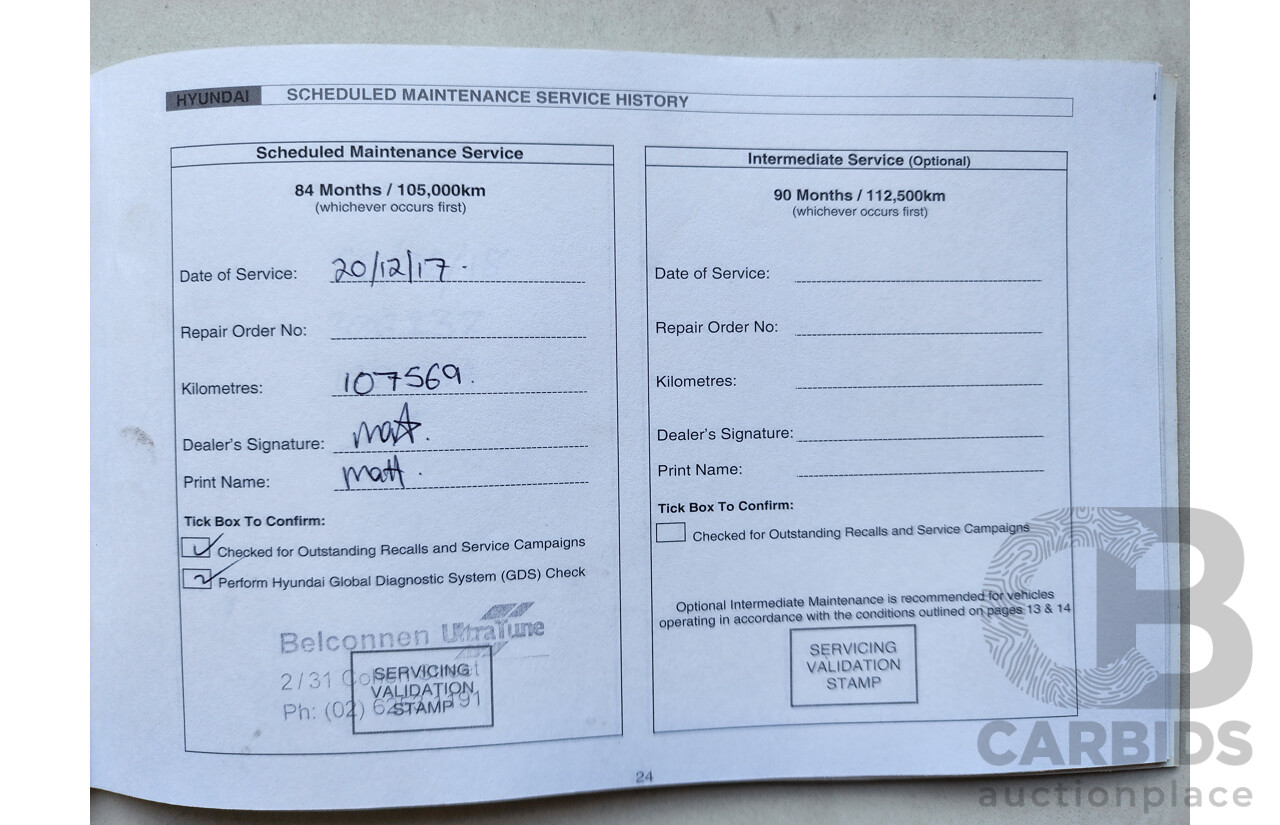 HYUNDAI SCHEDULED MAINTENANCE SERVICE HISTORY
Scheduled Maintenance Service
84 Months / 105,000km
(whichever occurs first)
Date of Service: 20/12/17.
Repair Order No:
Kilometres: 107569.
Dealer's Signature: Matt.
Print Name: Matt.
Tick Box To Confirm:
Checked for Outstanding Recalls and Service Campaigns
Perform Hyundai Global Diagnostic System (GDS) Check
Belconnen UltraTune
2/31
Ph: (02)
SERVICING
VALIDATION
STAMP
Intermediate Service (Optional)
90 Months / 112,500km
(whichever occurs first)
Date of Service:
Repair Order No:
Kilometres:
Dealer's Signature:
Print Name:
Tick Box To Confirm:
Checked for Outstanding Recalls and Service Campaigns
Optional Intermediate Maintenance is recommended for vehicles
operating in accordance with the conditions outlined on pages 13 & 14
SERVICING
VALIDATION
STAMP
24
CB
CARBIDS
auctionplace